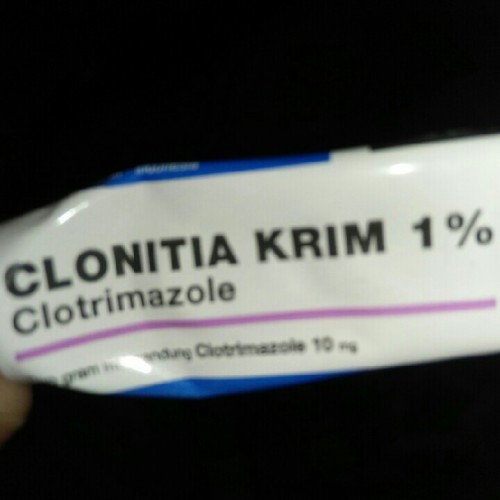 CLONITIA KRIM 1%
Clotrimazole
gram Clotrimazole 10 mg